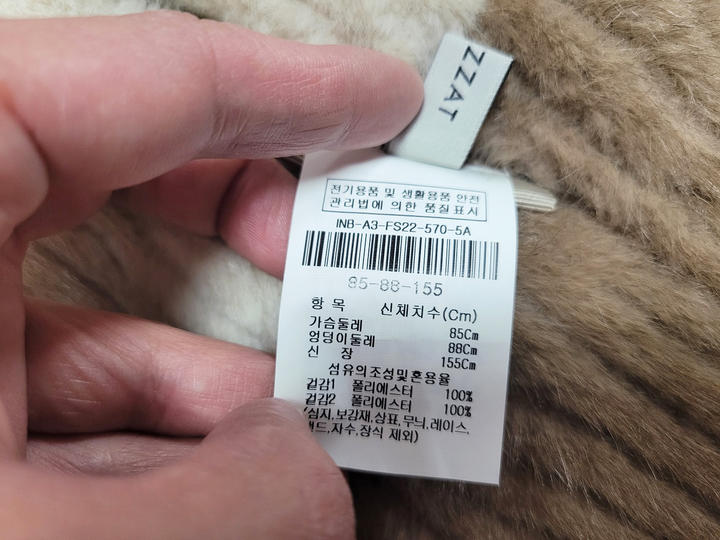 ZZAT
전기용품 및 생활용품 안전
관리법에 의한 품질표시
INB-A3-FS22-570-5A
85-88-155
항 목 신체치수(Cm)
가슴둘레 85Cm
엉덩이둘레 88Cm
신 장 155Cm
섬유의조성및혼용율
겉감1 폴리에스터 100%
겉감2 폴리에스터 100%
(심지,보강재,상표,무늬,레이스,
밴드,자수,장식 제외)